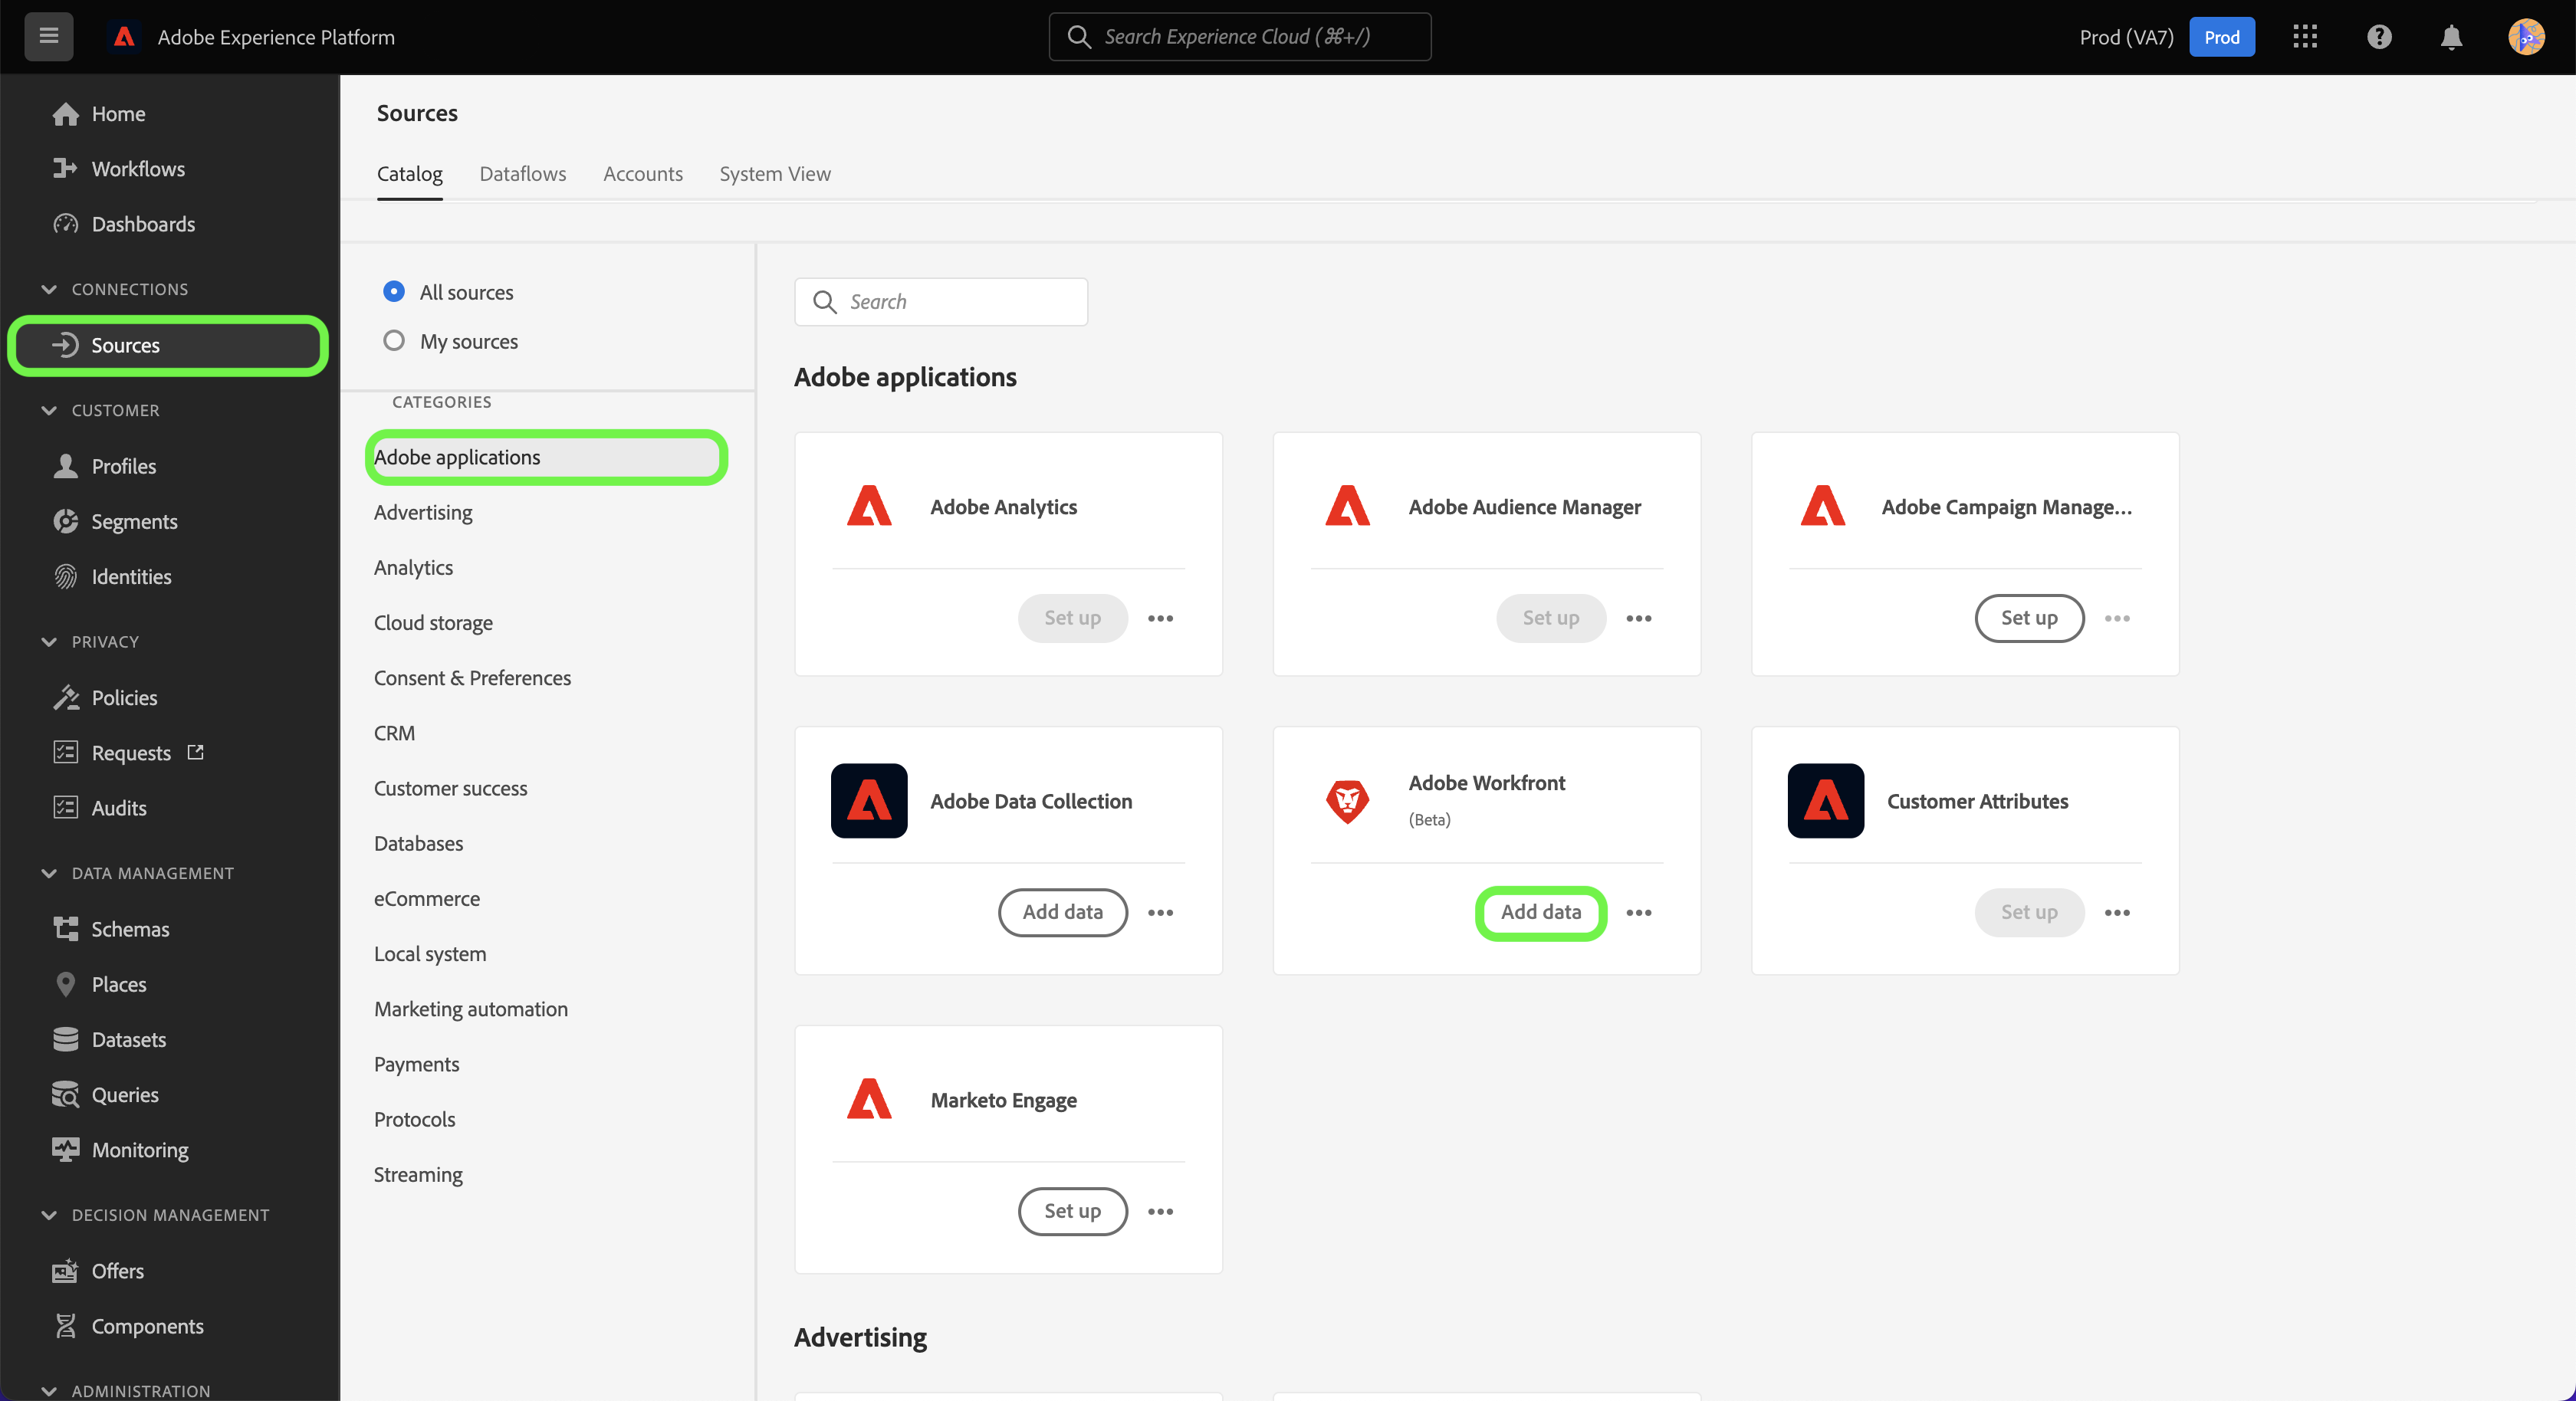 Adobe Experience Platform
Search Experience Cloud (⌘+/)
Prod (VA7)
Prod
Home
Workflows
Dashboards
CONNECTIONS
Sources
CUSTOMER
Profiles
Segments
Identities
PRIVACY
Policies
Requests
Audits
DATA MANAGEMENT
Schemas
Places
Datasets
Queries
Monitoring
DECISION MANAGEMENT
Offers
Components
ADMINISTRATION
Sources
Catalog
Dataflows
Accounts
System View
All sources
My sources
CATEGORIES
Adobe applications
Advertising
Analytics
Cloud storage
Consent & Preferences
CRM
Customer success
Databases
eCommerce
Local system
Marketing automation
Payments
Protocols
Streaming
Search
Adobe applications
Adobe Analytics
Set up
Adobe Audience Manager
Set up
Adobe Campaign Manage...
Set up
Adobe Data Collection
Add data
Adobe Workfront
(Beta)
Add data
Customer Attributes
Set up
Marketo Engage
Set up
Advertising